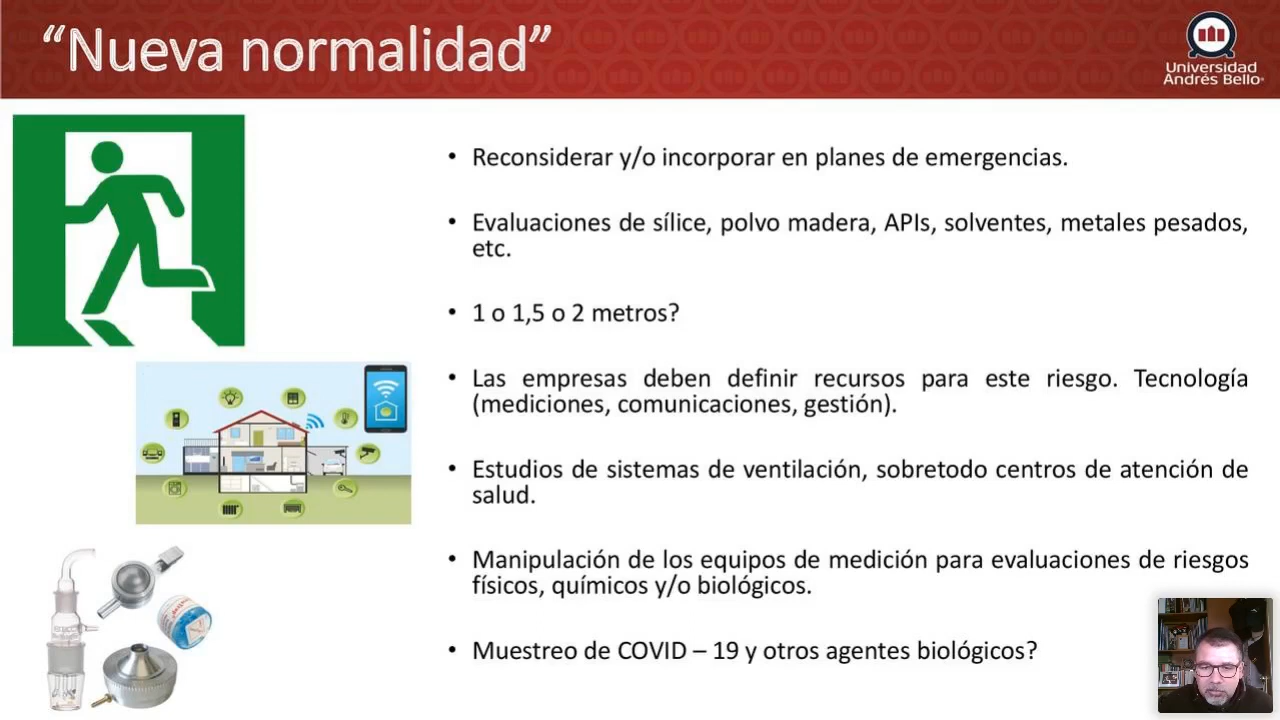 “Nueva normalidad”
Universidad
Andrés Bello
• Reconsiderar y/o incorporar en planes de emergencias.
• Evaluaciones de sílice, polvo madera, APIs, solventes, metales pesados,
etc.
• 1 o 1,5 o 2 metros?
• Las empresas deben definir recursos para este riesgo. Tecnología
(mediciones, comunicaciones, gestión).
• Estudios de sistemas de ventilación, sobretodo centros de atención de
salud.
• Manipulación de los equipos de medición para evaluaciones de riesgos
físicos, químicos y/o biológicos.
• Muestreo de COVID – 19 y otros agentes biológicos?